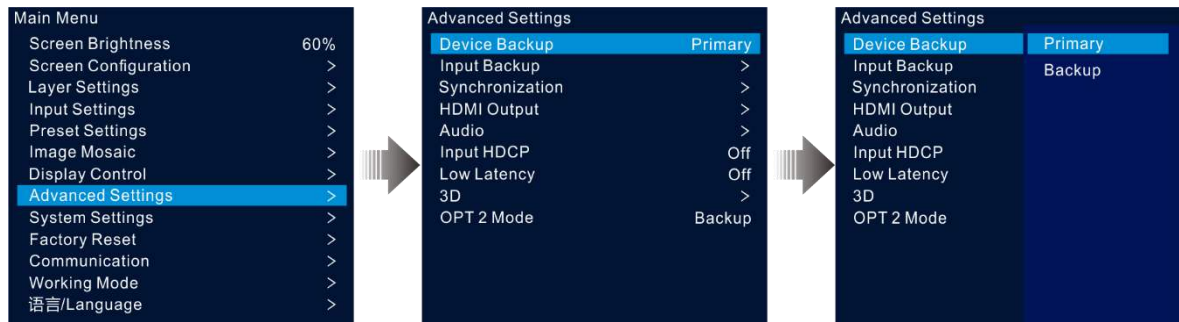 Main Menu
Screen Brightness 60%
Screen Configuration >
Layer Settings >
Input Settings >
Preset Settings >
Image Mosaic >
Display Control >
Advanced Settings >
System Settings >
Factory Reset >
Communication >
Working Mode >
语言/Language >
Advanced Settings
Device Backup Primary
Input Backup >
Synchronization >
HDMI Output >
Audio >
Input HDCP Off
Low Latency Off
3D >
OPT 2 Mode Backup
Advanced Settings
Device Backup Primary
Input Backup Backup
Synchronization
HDMI Output
Audio
Input HDCP
Low Latency
3D
OPT 2 Mode